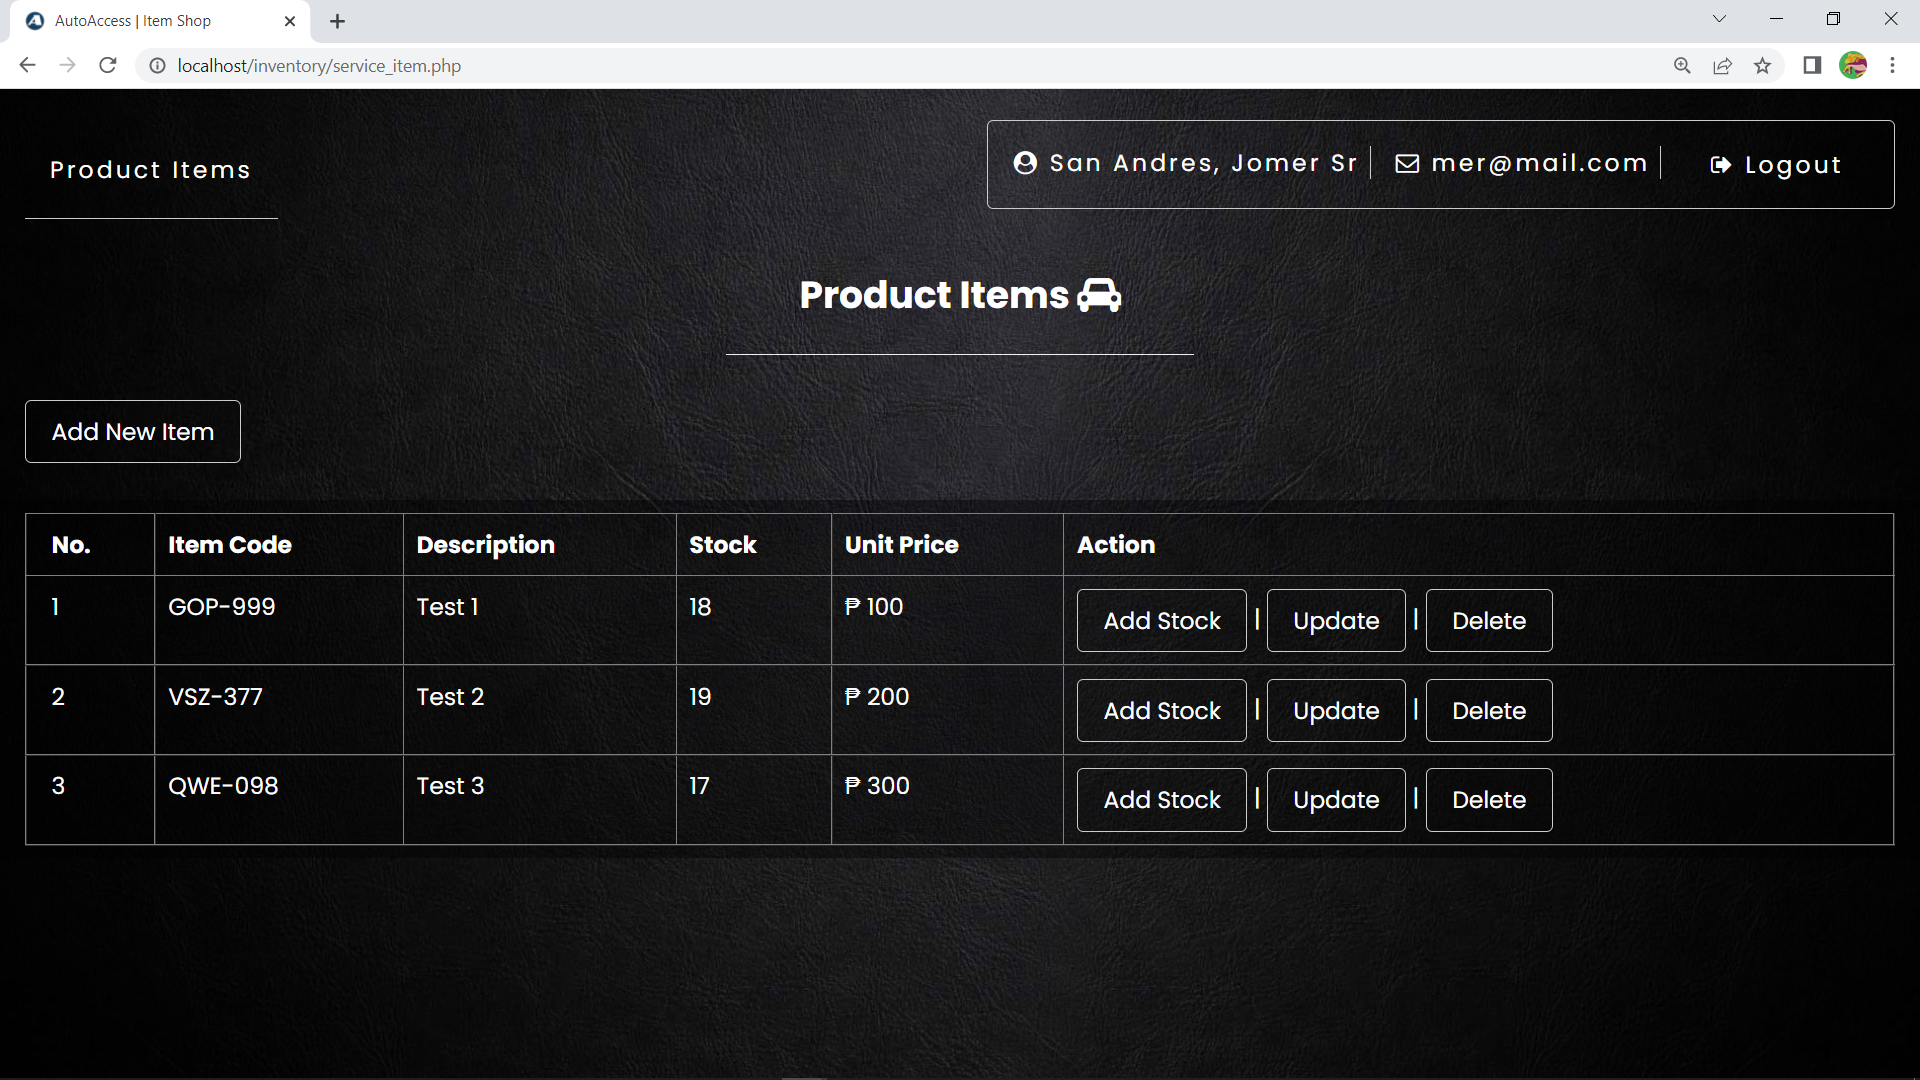 AutoAccess | Item Shop
localhost/inventory/service_item.php
Product Items
San Andres, Jomer Sr
mer@mail.com
Logout
Product Items
Add New Item
No. Item Code Description Stock Unit Price Action
1 GOP-999 Test 1 18 ₱ 100 Add Stock | Update | Delete
2 VSZ-377 Test 2 19 ₱ 200 Add Stock | Update | Delete
3 QWE-098 Test 3 17 ₱ 300 Add Stock | Update | Delete